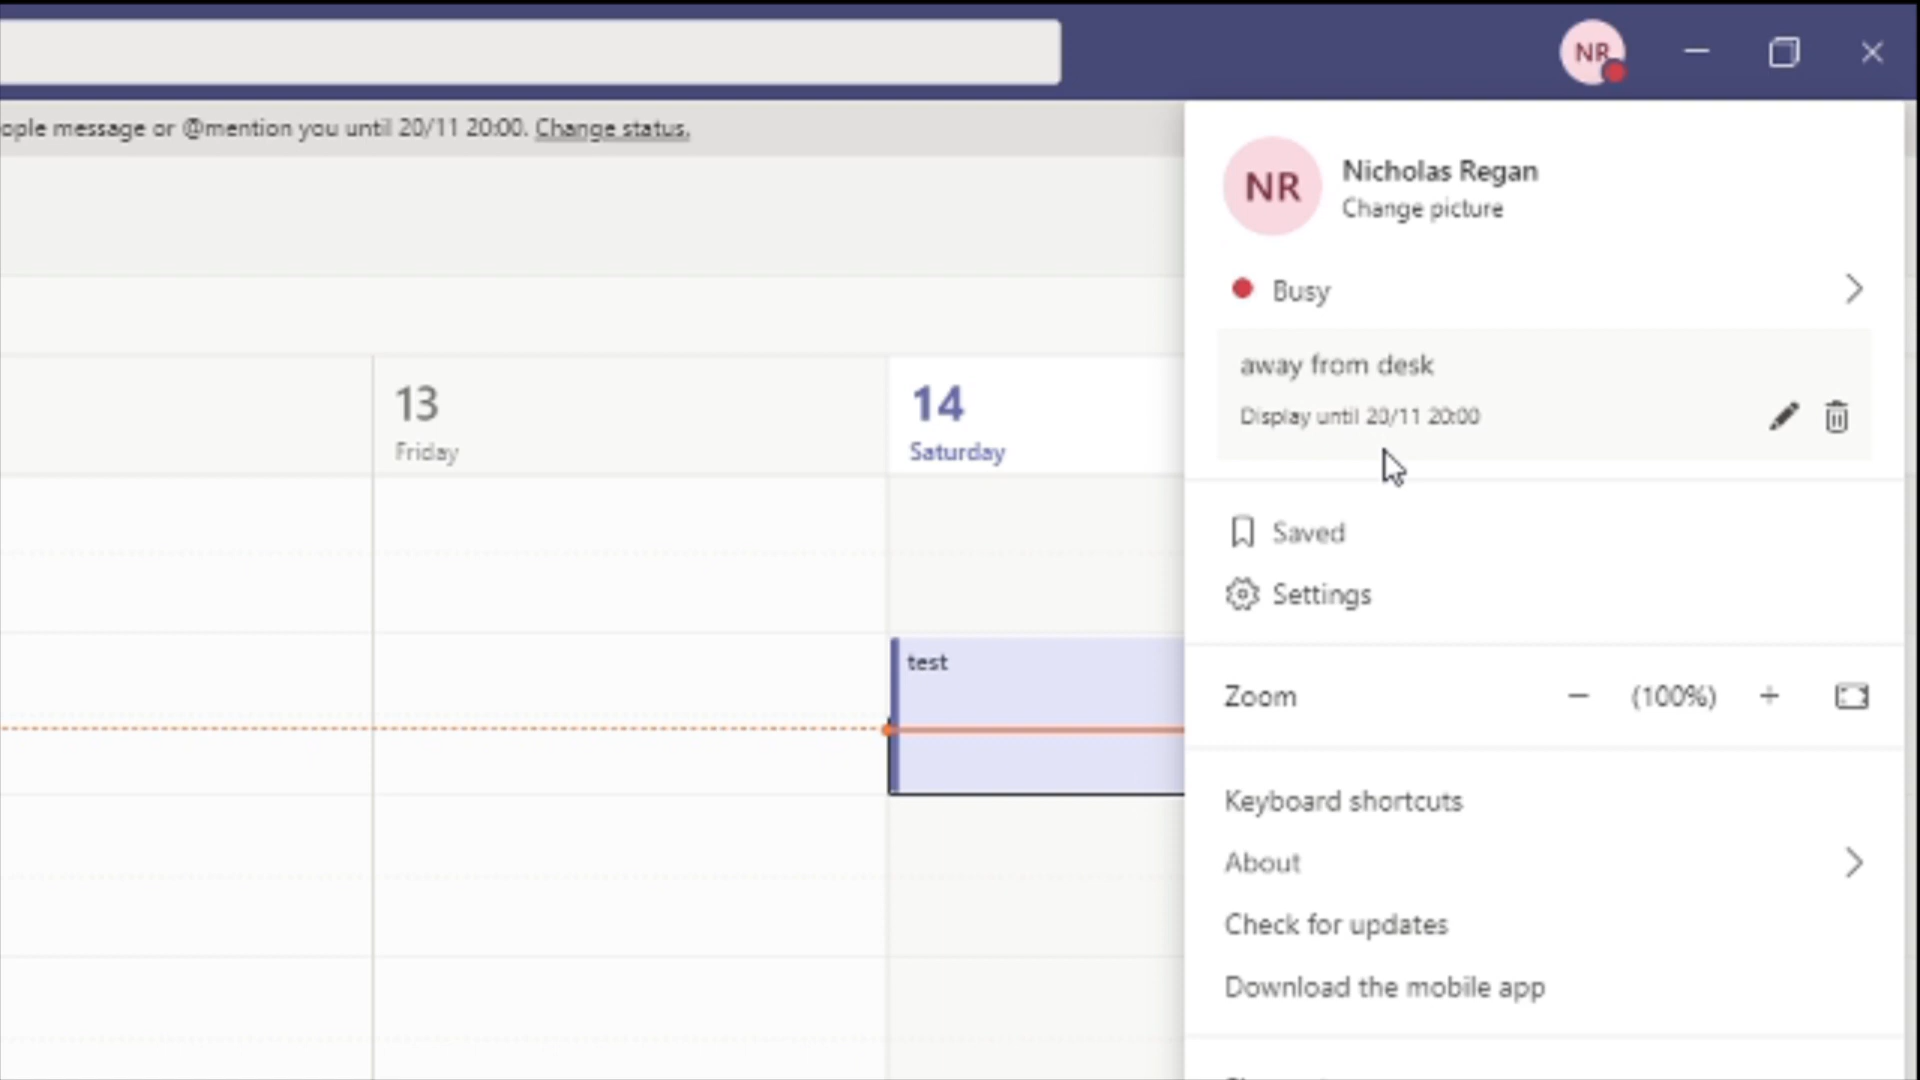 NR
message or @mention you until 20/11 20:00. Change status.
NR
Nicholas Regan
Change picture
Busy
away from desk
Display until 20/11 20:00
13
Friday
14
Saturday
Saved
Settings
test
Zoom
(100%)
Keyboard shortcuts
About
Check for updates
Download the mobile app